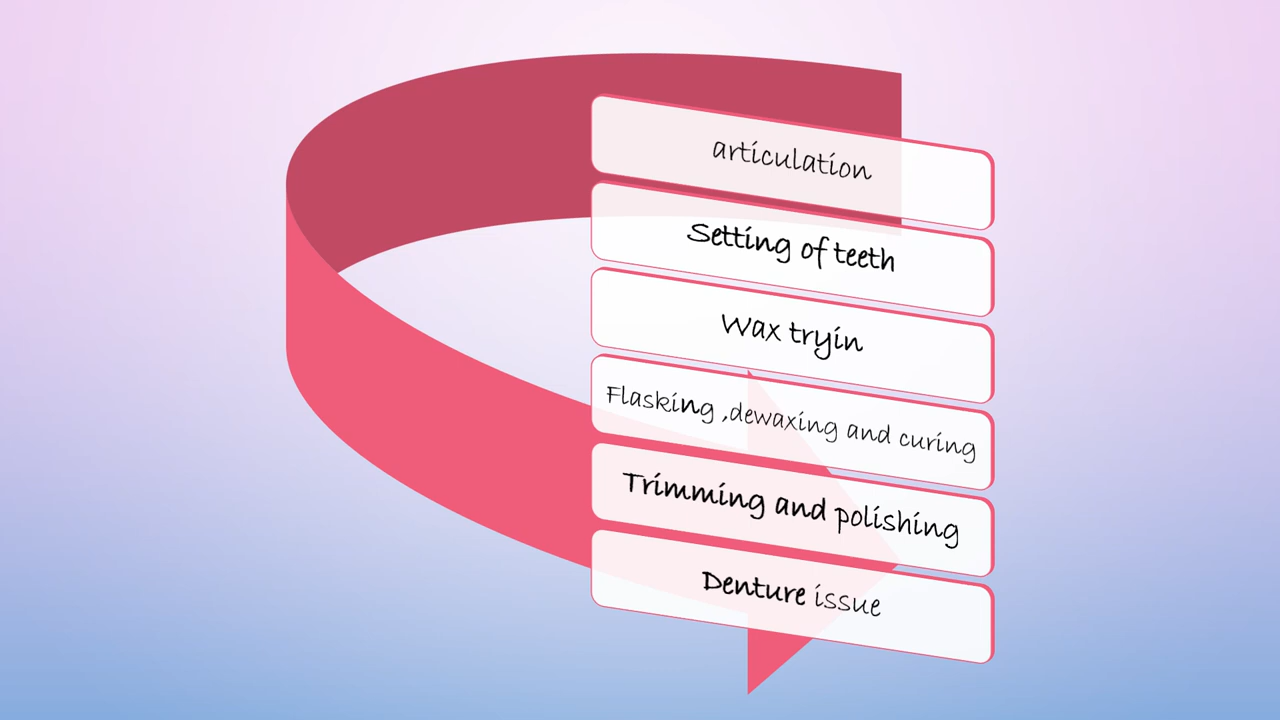 articulation
Setting of teeth
Wax tryin
Flasking ,dewaxing and curing
Trimming and polishing
Denture issue